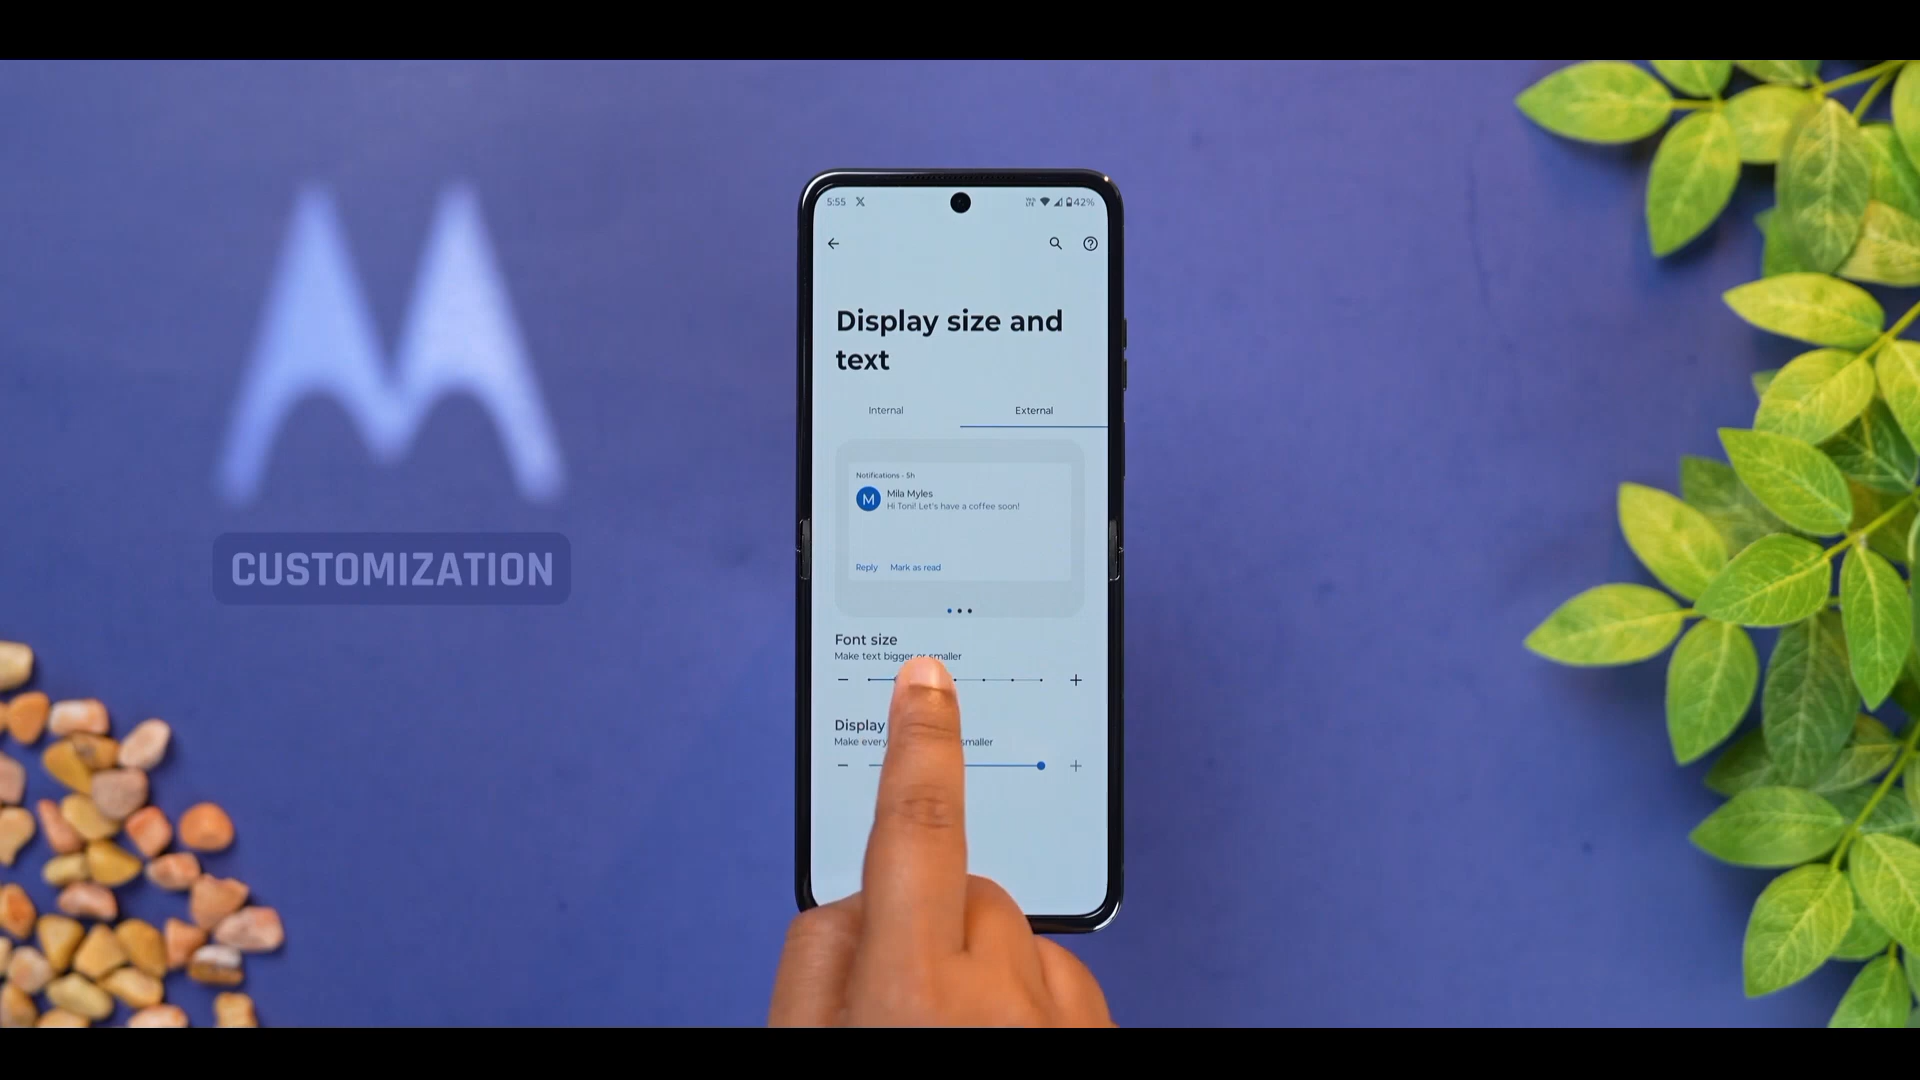 CUSTOMIZATION
5:55
42%
Display size and
text
Internal
External
Notifications - 5h
M
Mila Myles
Hi Toni! Let's have a coffee soon!
Reply
Mark as read
Font size
Make text bigger or smaller
Display
Make smaller